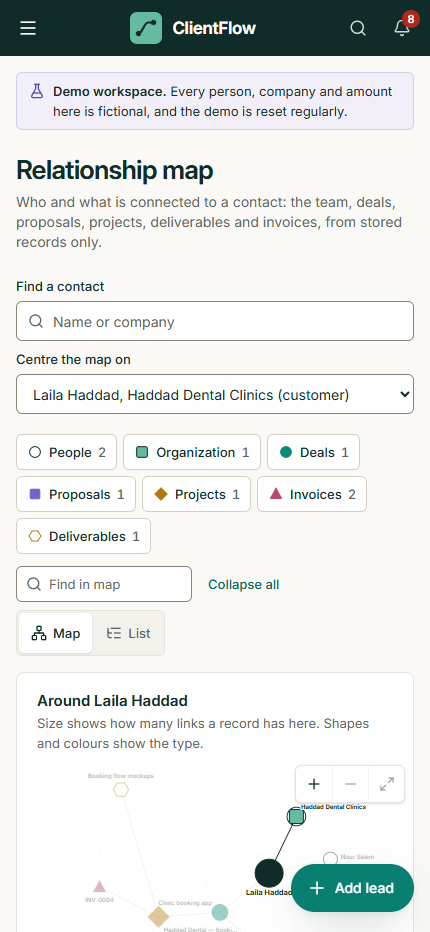 ClientFlow
8
Demo workspace. Every person, company and amount
here is fictional, and the demo is reset regularly.
Relationship map
Who and what is connected to a contact: the team, deals,
proposals, projects, deliverables and invoices, from stored
records only.
Find a contact
Name or company
Centre the map on
Laila Haddad, Haddad Dental Clinics (customer)
People 2
Organization 1
Deals 1
Proposals 1
Projects 1
Invoices 2
Deliverables 1
Find in map
Collapse all
Map
List
Around Laila Haddad
Size shows how many links a record has here. Shapes
and colours show the type.
Booking flow mockups
Haddad Dental Clinics
Nour Salem
Laila Haddad
INV-0004
Clinic booking app
Haddad Dental — booki...
Add lead